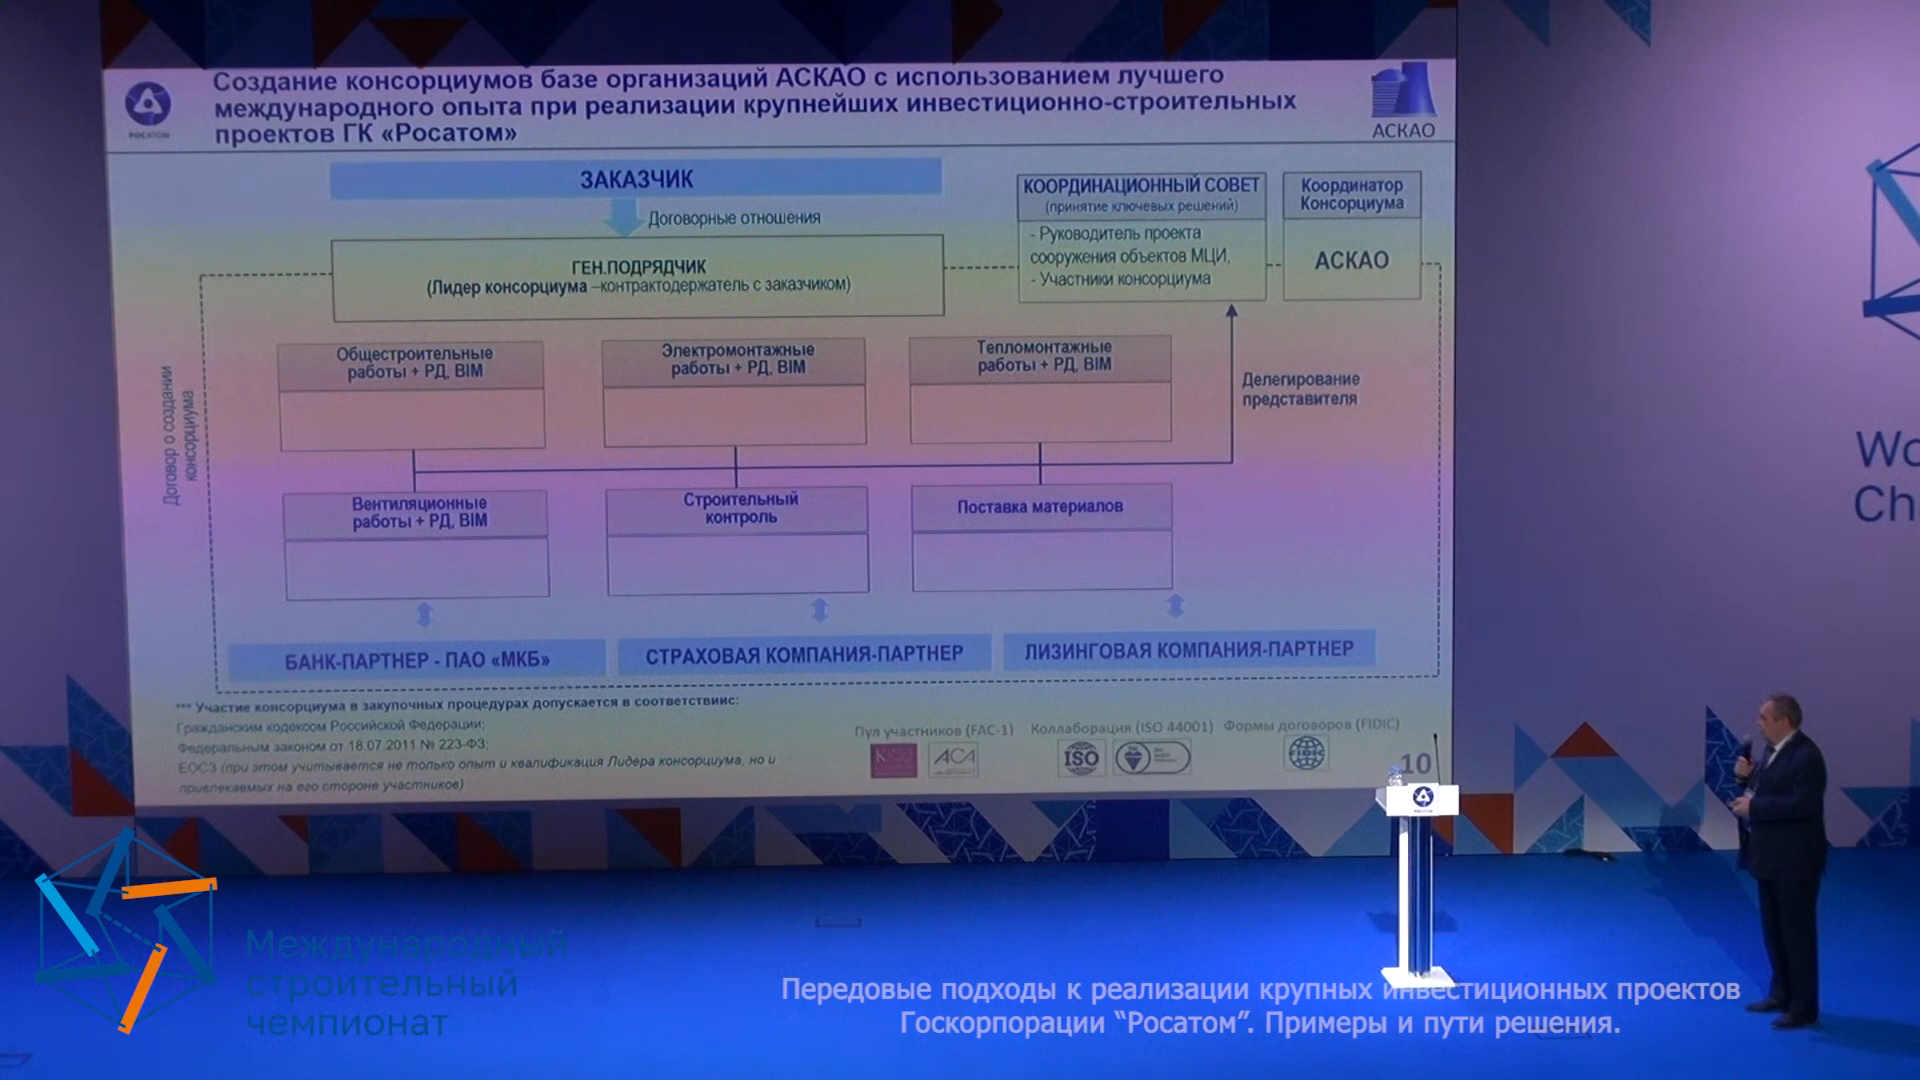 Создание консорциумов базе организаций АСКАО с использованием лучшего
международного опыта при реализации крупнейших инвестиционно-строительных
проектов ГК «Росатом»
РОСАТОМ
АСКАО
ЗАКАЗЧИК
Договорные отношения
ГЕН.ПОДРЯДЧИК
(Лидер консорциума –контрактодержатель с заказчиком)
КООРДИНАЦИОННЫЙ СОВЕТ
(принятие ключевых решений)
- Руководитель проекта
сооружения объектов МЦИ,
- Участники консорциума
Координатор
Консорциума
АСКАО
Договор о создании
консорциума
Общестроительные
работы + РД, BIM
Электромонтажные
работы + РД, BIM
Тепломонтажные
работы + РД, BIM
Делегирование
представителя
Вентиляционные
работы + РД, BIM
Строительный
контроль
Поставка материалов
БАНК-ПАРТНЕР - ПАО «МКБ»
СТРАХОВАЯ КОМПАНИЯ-ПАРТНЕР
ЛИЗИНГОВАЯ КОМПАНИЯ-ПАРТНЕР
*** Участие консорциума в закупочных процедурах допускается в соответствиис:
Гражданским кодексом Российской Федерации;
Федеральным законом от 18.07.2011 № 223-ФЗ;
ЕОСЗ (при этом учитывается не только опыт и квалификация Лидера консорциума, но и
привлекаемых на его стороне участников)
Пул участников (FAC-1)
Коллаборация (ISO 44001)
Формы договоров (FIDIC)
ACA
ISO
FIDIC
10
Wo
Ch
Международный
строительный
чемпионат
Передовые подходы к реализации крупных инвестиционных проектов
Госкорпорации “Росатом”. Примеры и пути решения.